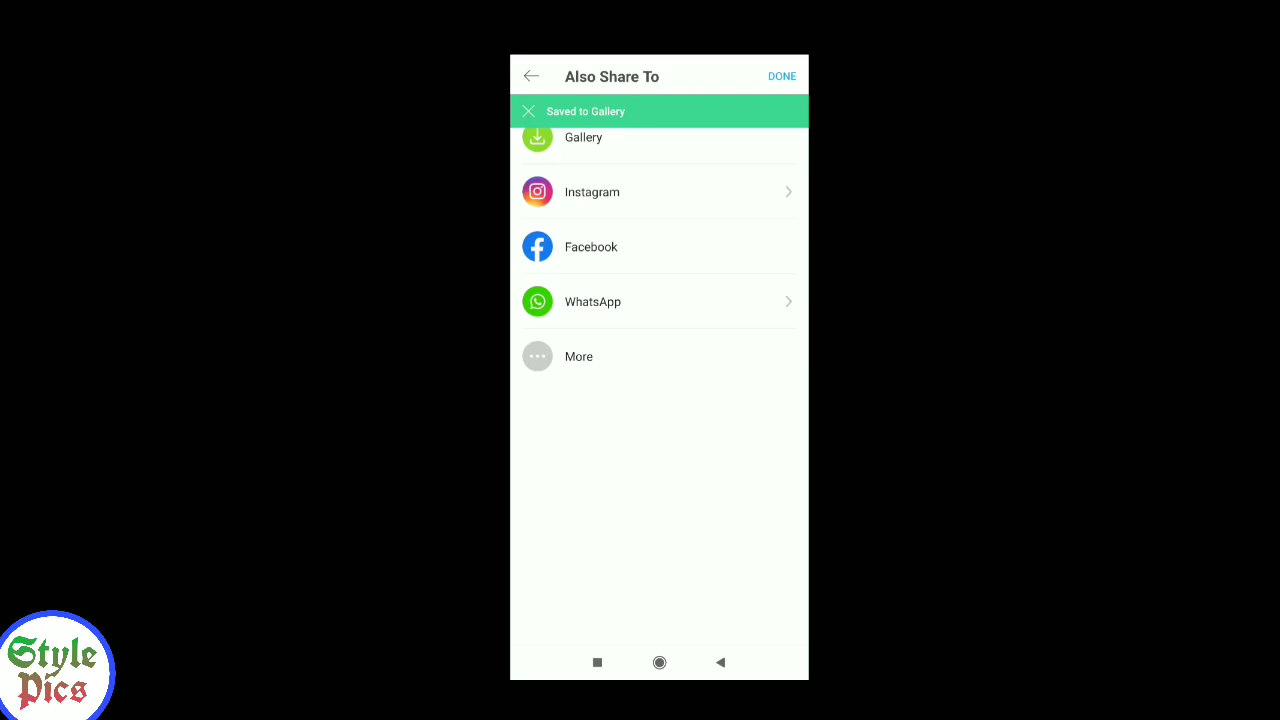 Also Share To
DONE
Saved to Gallery
Gallery
Instagram
Facebook
WhatsApp
More
Style
Pics